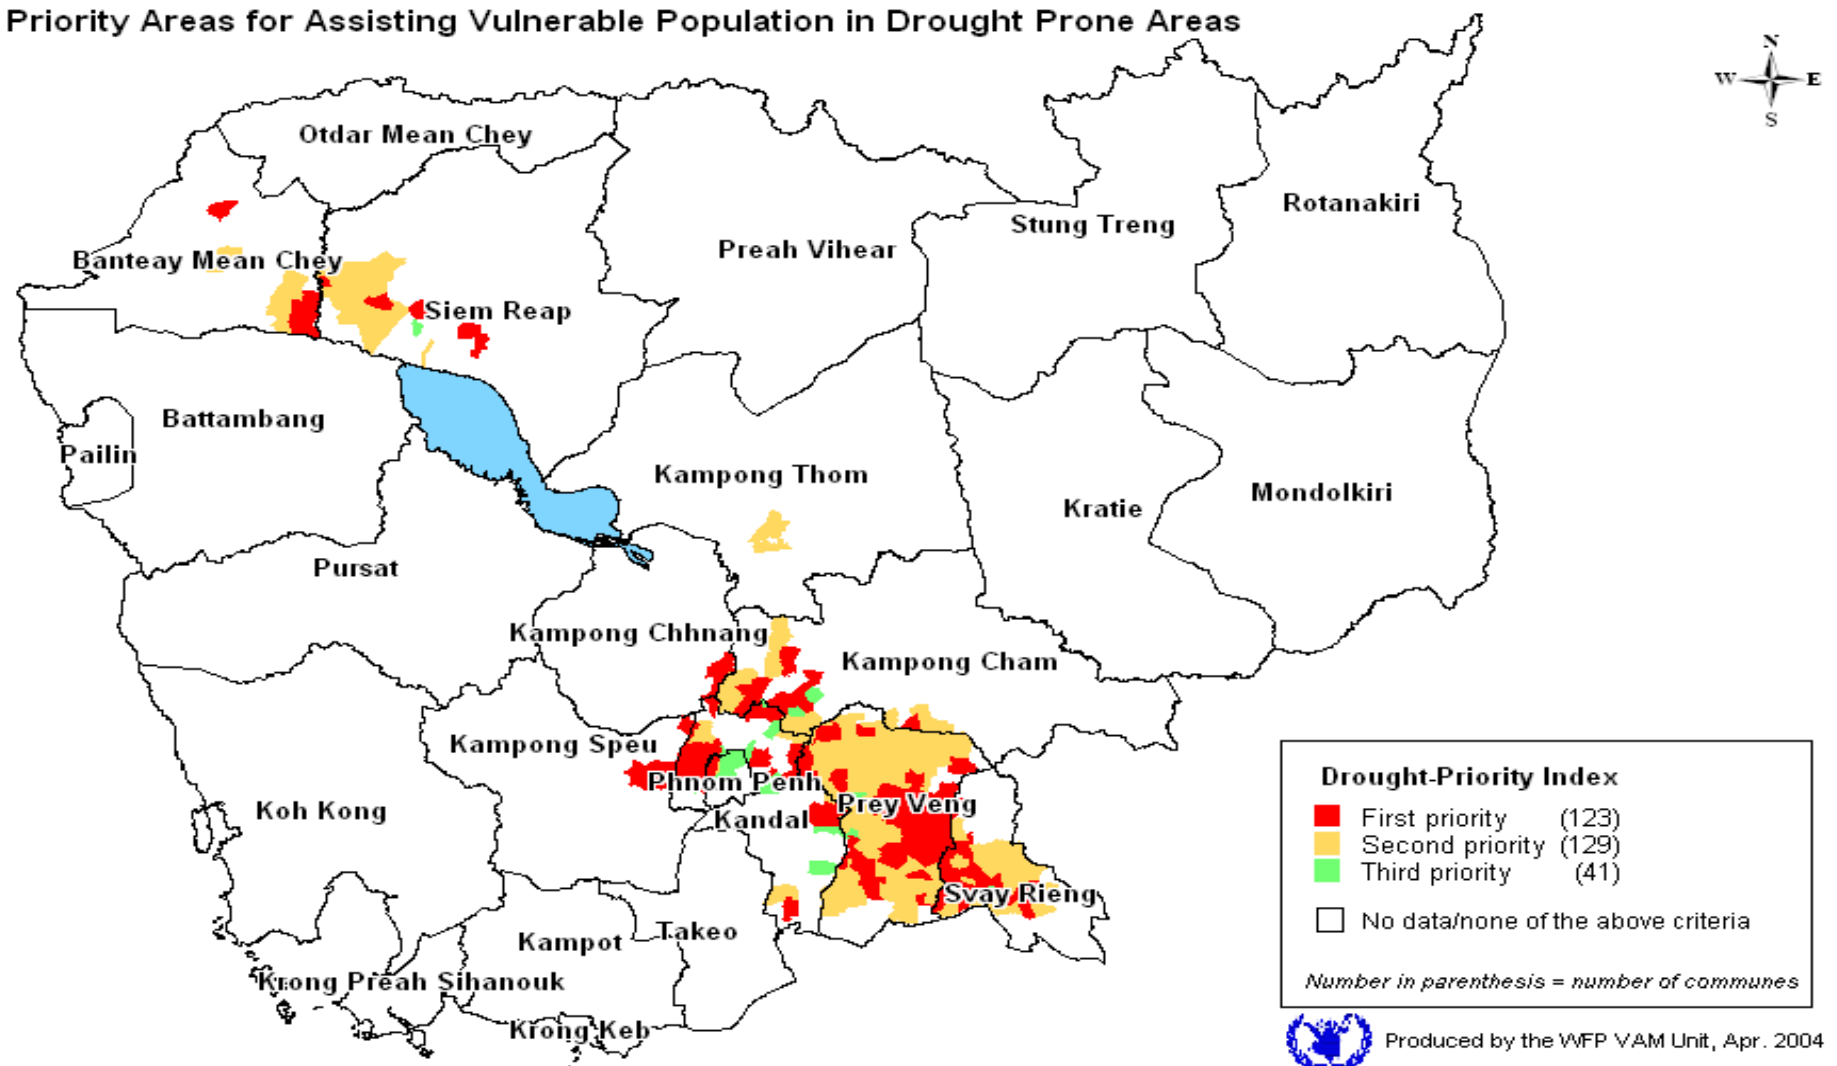 Priority Areas for Assisting Vulnerable Population in Drought Prone Areas
N
W E
S
Otdar Mean Chey
Rotanakiri
Stung Treng
Preah Vihear
Banteay Mean Chey
Siem Reap
Battambang
Pailin
Kampong Thom
Mondolkiri
Kratie
Pursat
Kampong Chhnang
Kampong Cham
Kampong Speu
Phnom Penh
Prey Veng
Koh Kong
Kandal
Svay Rieng
Takeo
Kampot
Krong Preah Sihanouk
Krong Keb
Drought-Priority Index
First priority (123)
Second priority (129)
Third priority (41)
No data/none of the above criteria
Number in parenthesis = number of communes
Produced by the WFP VAM Unit, Apr. 2004